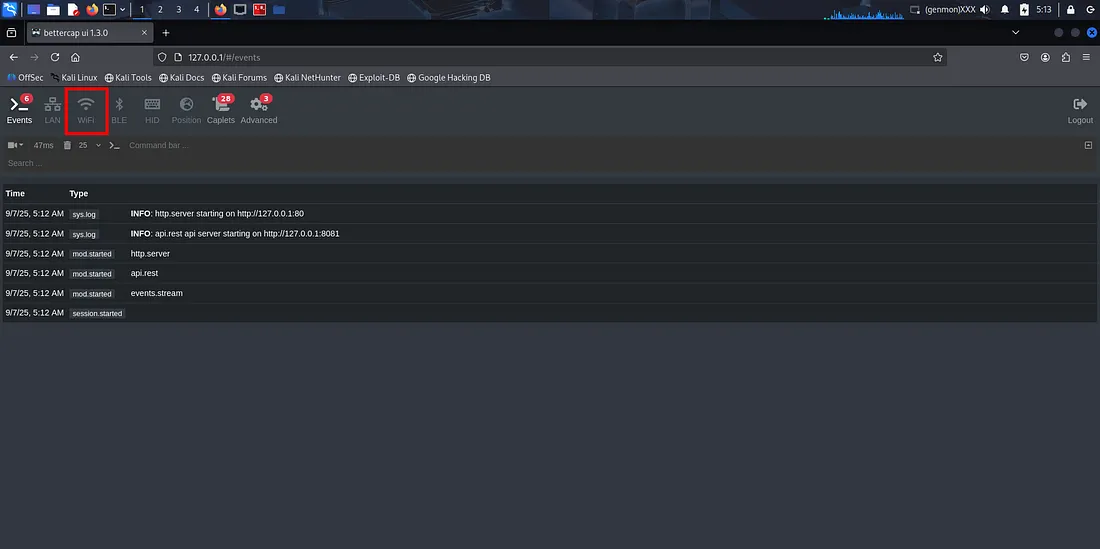 1 2 3 4 (genmon)XXX 5:13
bettercap ui 1.3.0
127.0.0.1/#/events
OffSec Kali Linux Kali Tools Kali Docs Kali Forums Kali NetHunter Exploit-DB Google Hacking DB
6 28 3
Events LAN WiFi BLE HID Position Caplets Advanced Logout
47ms 25 Command bar ...
Search ...
Time Type
9/7/25, 5:12 AM sys.log INFO: http.server starting on http://127.0.0.1:80
9/7/25, 5:12 AM sys.log INFO: api.rest api server starting on http://127.0.0.1:8081
9/7/25, 5:12 AM mod.started http.server
9/7/25, 5:12 AM mod.started api.rest
9/7/25, 5:12 AM mod.started events.stream
9/7/25, 5:12 AM session.started